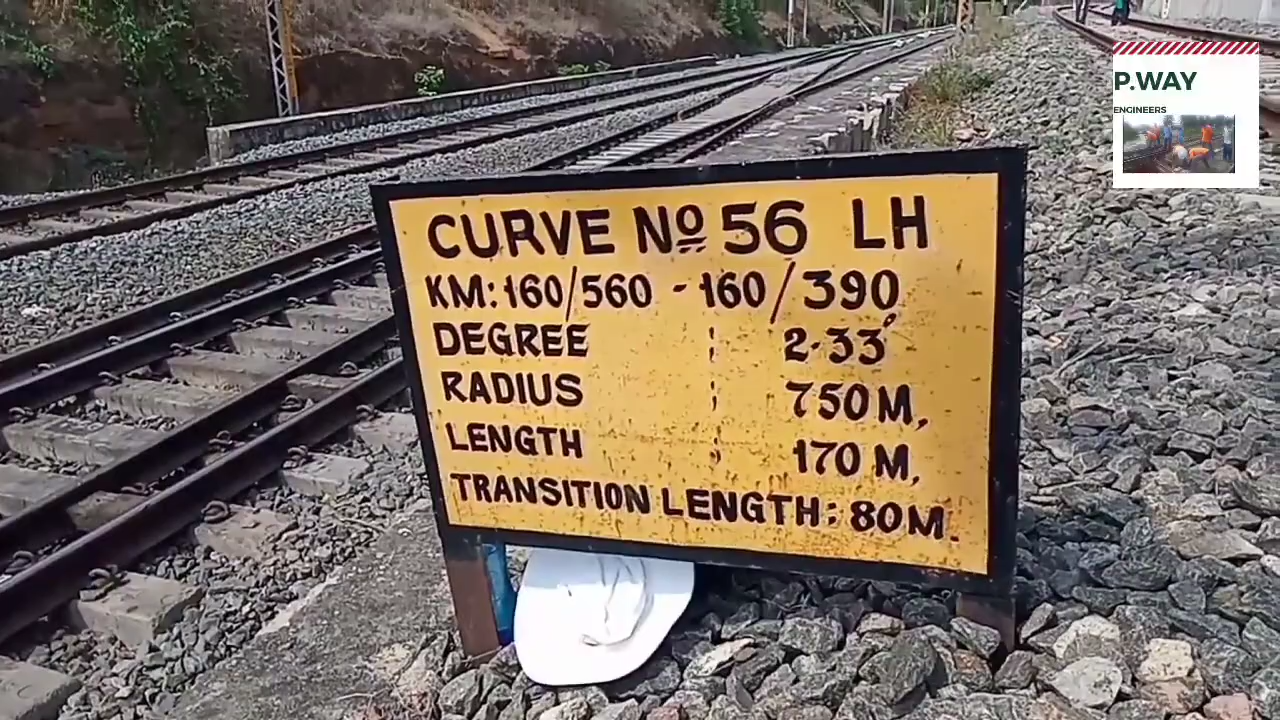 CURVE Nº 56 LH
KM: 160/560 - 160/390,
DEGREE : 2.33°
RADIUS : 750 M,
LENGTH : 170 M,
TRANSITION LENGTH: 80M.
P.WAY
ENGINEERS